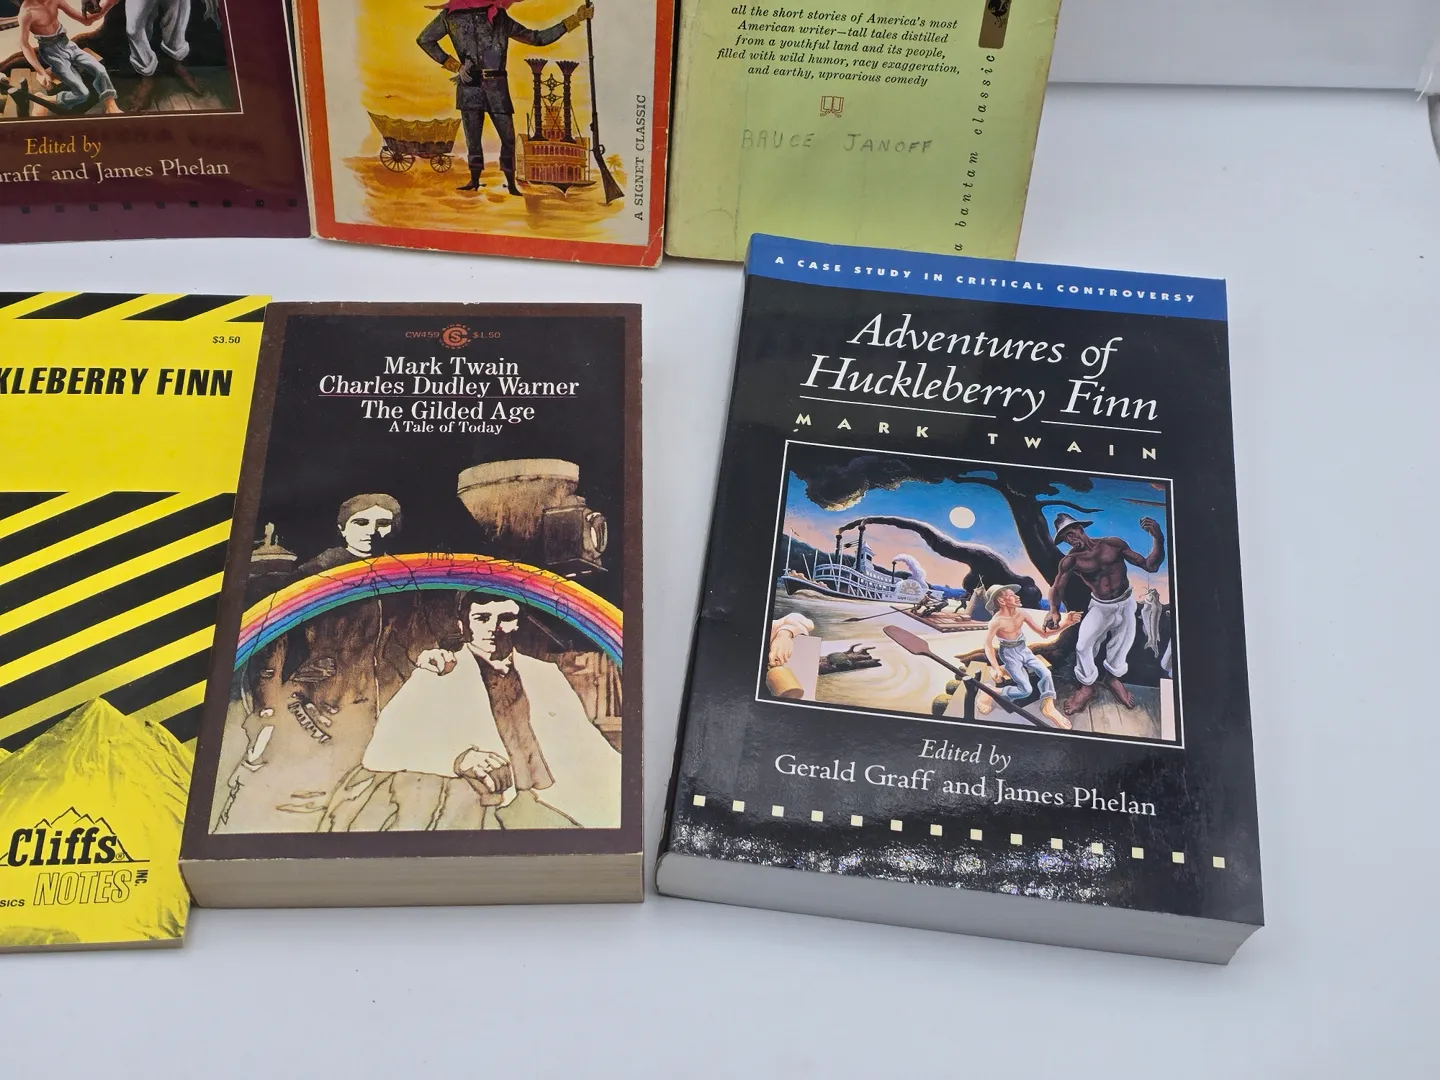 Edited by
raff and James Phelan
A SIGNET CLASSIC
all the short stories of America's most
American writer—tall tales distilled
from a youthful land and its people,
filled with wild humor, racy exaggeration,
and earthy, uproarious comedy
BRUCE JANOFF
a bantam classic
$3.50
KLEBERRY FINN
Cliffs
NOTES INC.
SICS
CW459 $1.50
Mark Twain
Charles Dudley Warner
The Gilded Age
A Tale of Today
A CASE STUDY IN CRITICAL CONTROVERSY
Adventures of
Huckleberry Finn
MARK TWAIN
Edited by
Gerald Graff and James Phelan